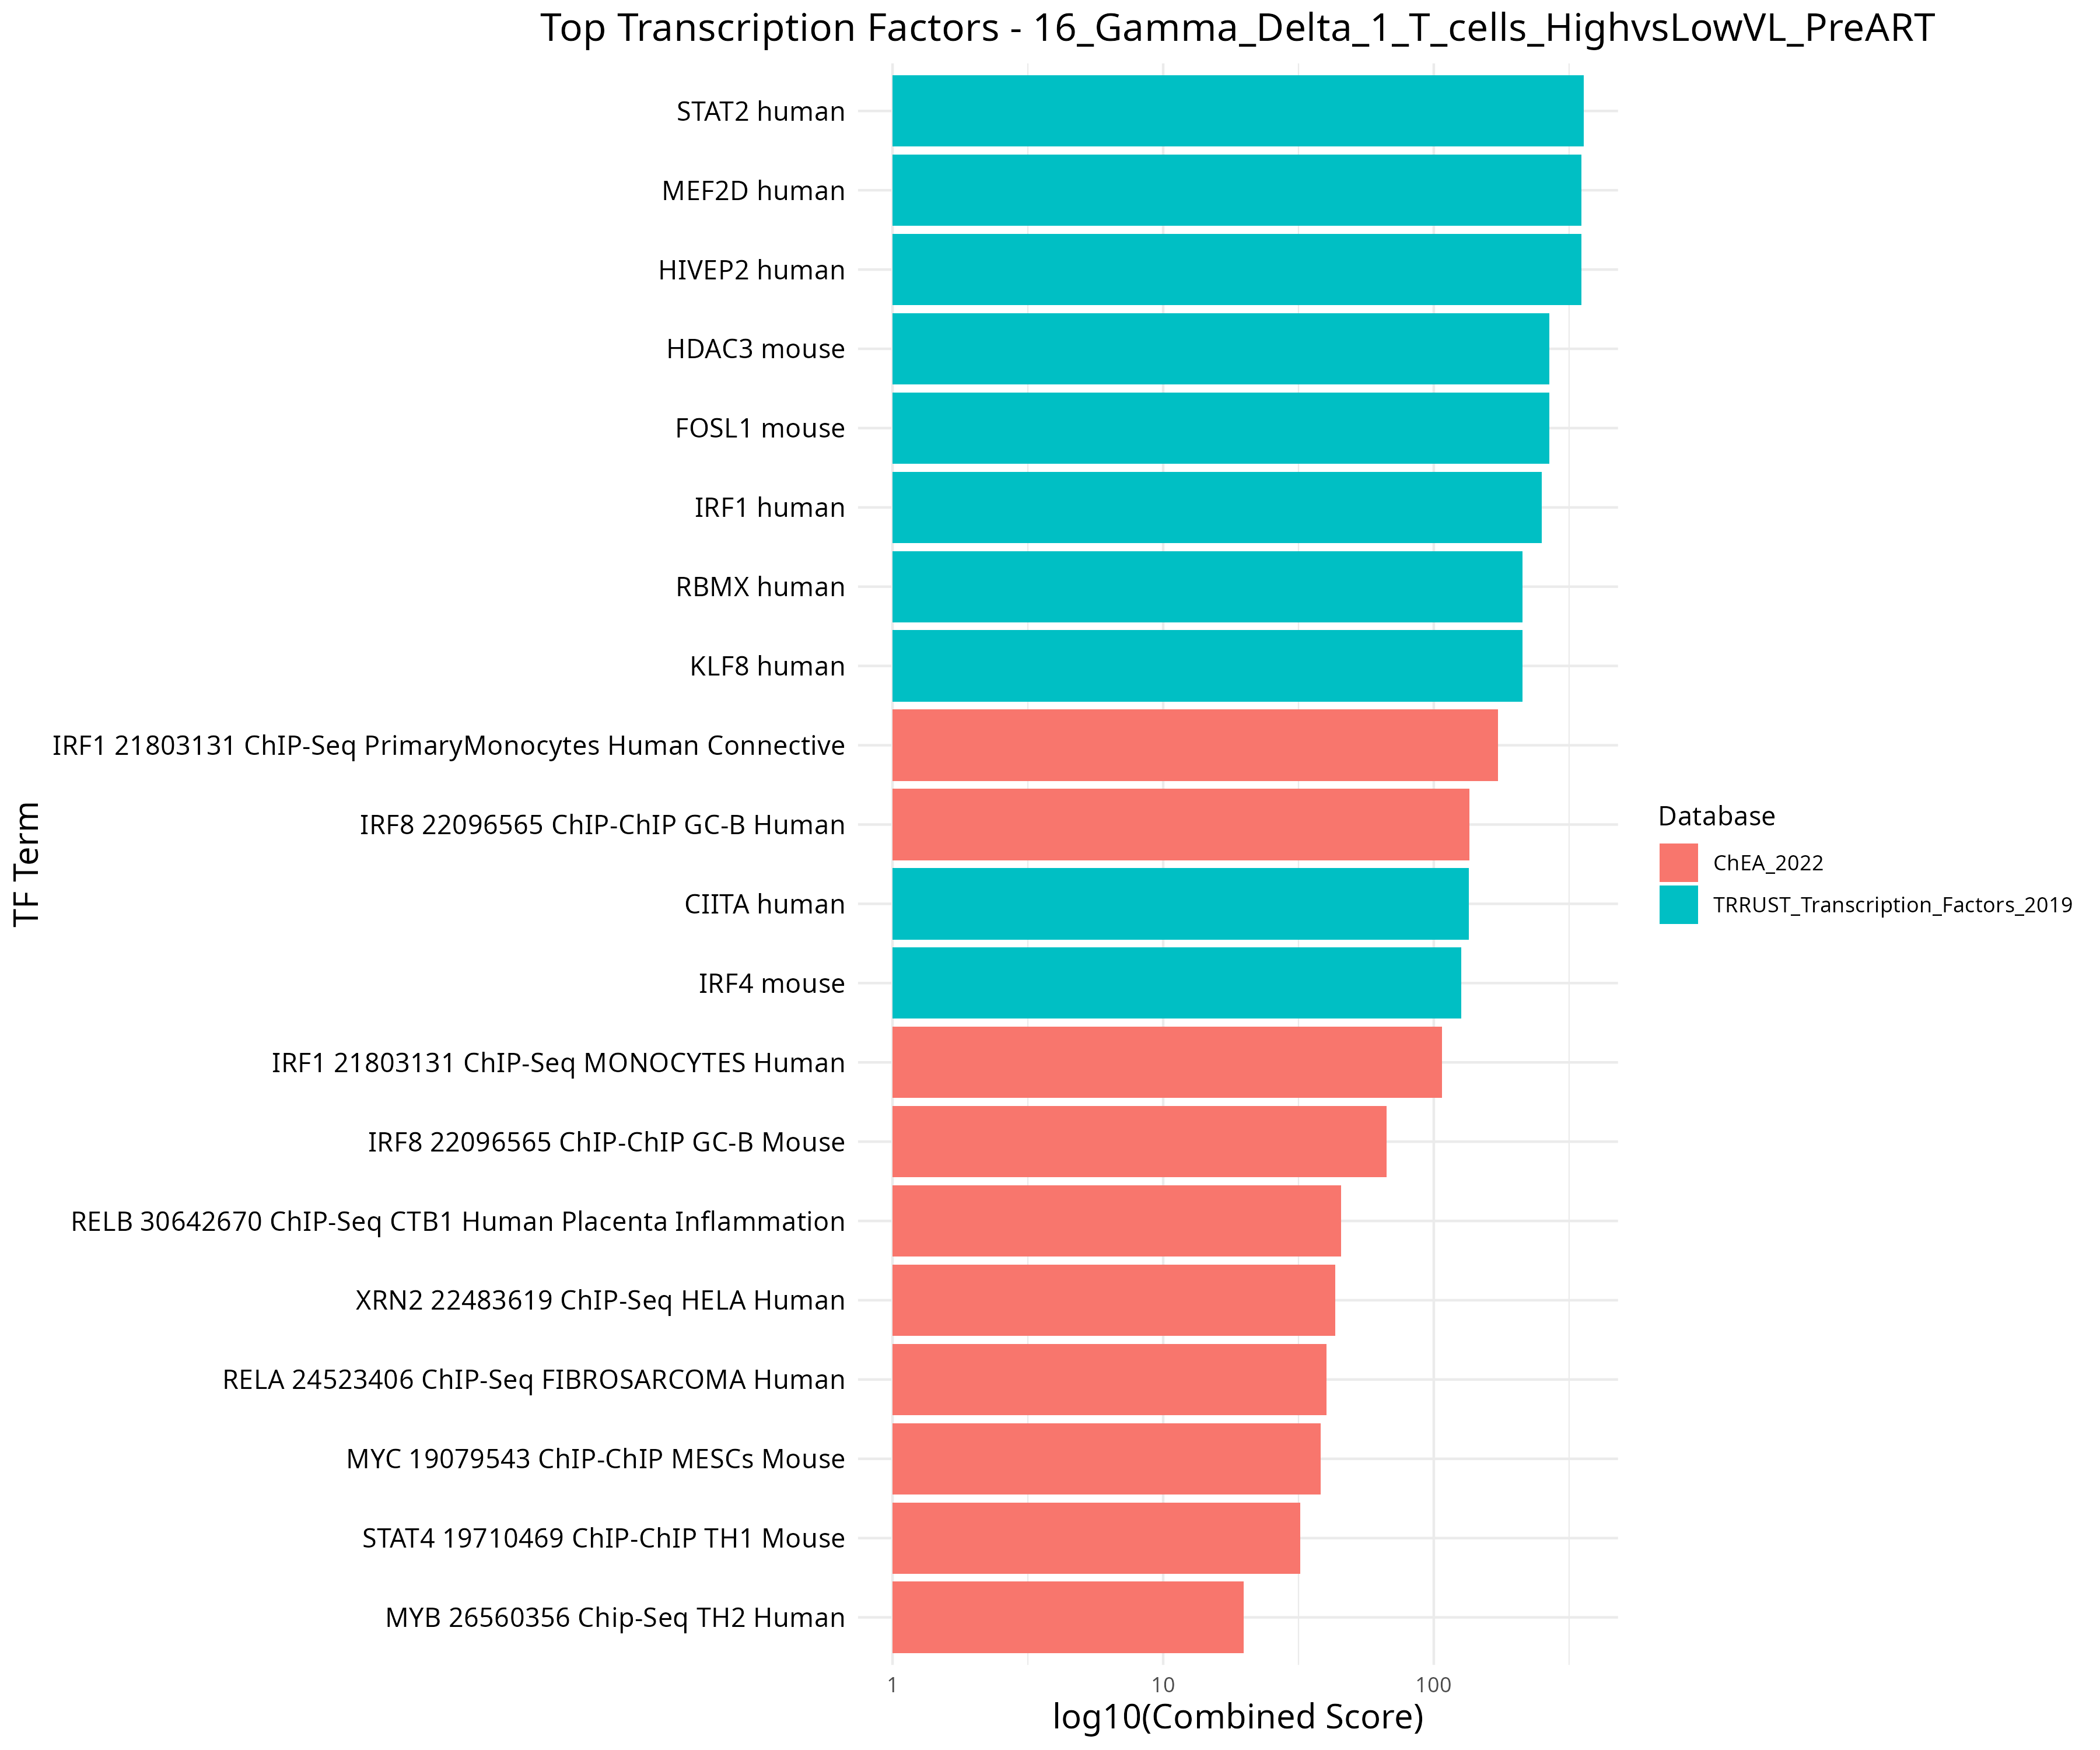 Top Transcription Factors - 16_Gamma_Delta_1_T_cells_HighvsLowVL_PreART
STAT2 human
MEF2D human
HIVEP2 human
HDAC3 mouse
FOSL1 mouse
IRF1 human
RBMX human
KLF8 human
IRF1 21803131 ChIP-Seq PrimaryMonocytes Human Connective
IRF8 22096565 ChIP-ChIP GC-B Human
CIITA human
IRF4 mouse
IRF1 21803131 ChIP-Seq MONOCYTES Human
IRF8 22096565 ChIP-ChIP GC-B Mouse
RELB 30642670 ChIP-Seq CTB1 Human Placenta Inflammation
XRN2 22483619 ChIP-Seq HELA Human
RELA 24523406 ChIP-Seq FIBROSARCOMA Human
MYC 19079543 ChIP-ChIP MESCs Mouse
STAT4 19710469 ChIP-ChIP TH1 Mouse
MYB 26560356 Chip-Seq TH2 Human
TF Term
1
10
100
log10(Combined Score)
Database
ChEA_2022
TRRUST_Transcription_Factors_2019